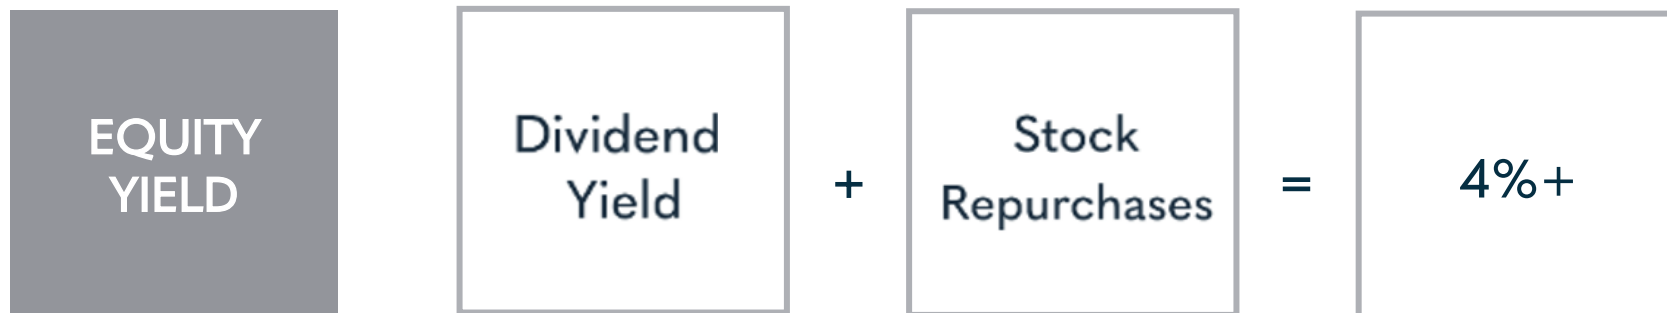 EQUITY
YIELD
Dividend
Yield
+
Stock
Repurchases
=
4%+